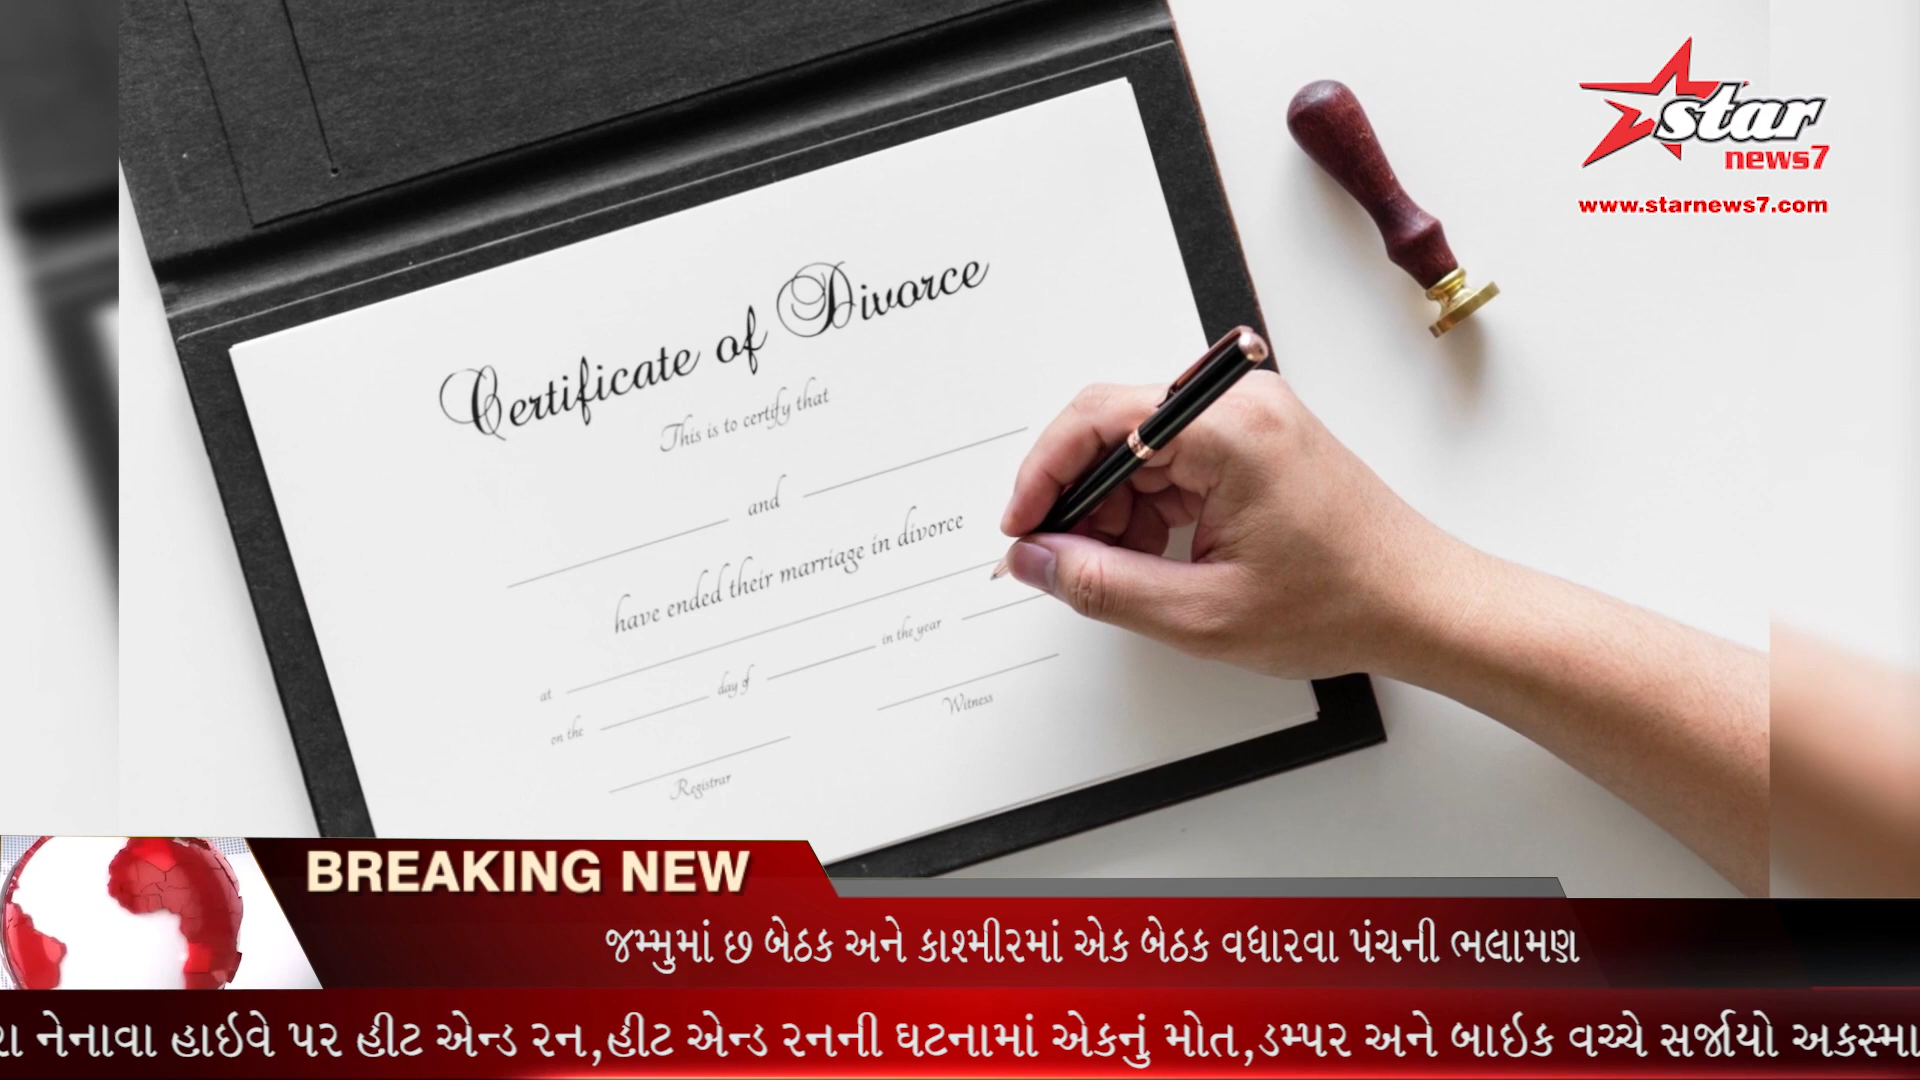 star
news7
www.starnews7.com
Certificate of Divorce
This is to certify that
and
have ended their marriage in divorce
at
on the day of in the year
Registrar Witness
BREAKING NEW
જમ્મુમાં છ બેઠક અને કાશ્મીરમાં એક બેઠક વધારવા પંચની ભલામણ
નેનાવા હાઇવે પર હીટ એન્ડ રન,હીટ એન્ડ રનની ઘટનામાં એકનું મોત,ડમ્પર અને બાઇક વચ્ચે સર્જાયો